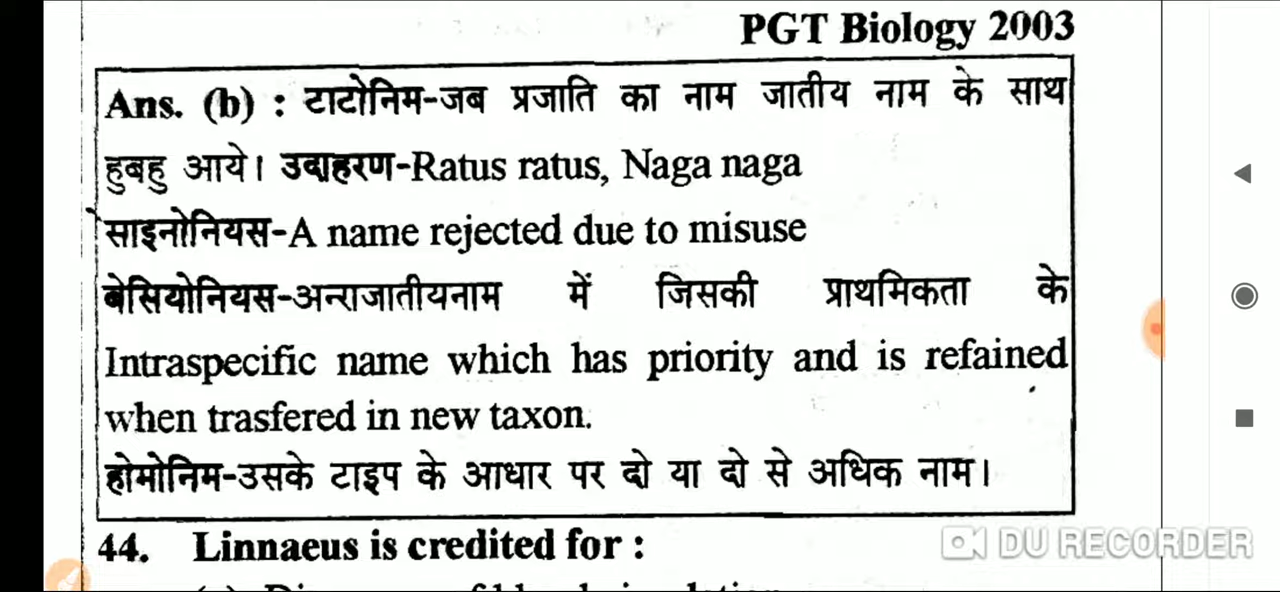 PGT Biology 2003
Ans. (b) : टाटोनिम-जब प्रजाति का नाम जातीय नाम के साथ
हुबहु आये। उदाहरण-Ratus ratus, Naga naga
साइनोनियस-A name rejected due to misuse
बेसियोनियस-अन्राजातीयनाम में जिसकी प्राथमिकता के
Intraspecific name which has priority and is refained
when trasfered in new taxon.
होमोनिम-उसके टाइप के आधार पर दो या दो से अधिक नाम।
44. Linnaeus is credited for :
DU RECORDER